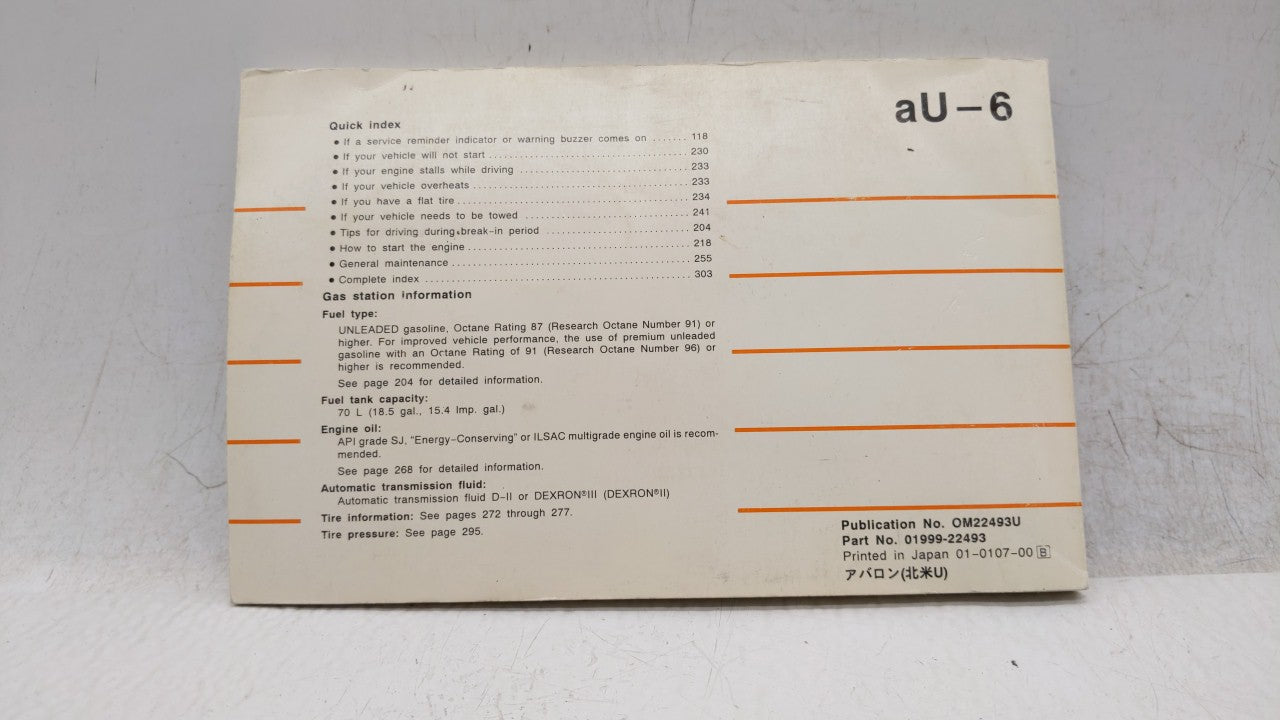 aU-6
Quick index
● If a service reminder indicator or warning buzzer comes on ....... 118
● If your vehicle will not start ........................................ 230
● If your engine stalls while driving .................................. 233
● If your vehicle overheats ........................................... 233
● If you have a flat tire .............................................. 234
● If your vehicle needs to be towed ................................. 241
● Tips for driving during break-in period ............................. 204
● How to start the engine ............................................ 218
● General maintenance ............................................... 255
● Complete index .................................................... 303
Gas station information
Fuel type:
UNLEADED gasoline, Octane Rating 87 (Research Octane Number 91) or
higher. For improved vehicle performance, the use of premium unleaded
gasoline with an Octane Rating of 91 (Research Octane Number 96) or
higher is recommended.
See page 204 for detailed information.
Fuel tank capacity:
70 L (18.5 gal., 15.4 Imp. gal.)
Engine oil:
API grade SJ, "Energy-Conserving" or ILSAC multigrade engine oil is recom-
mended.
See page 268 for detailed information.
Automatic transmission fluid:
Automatic transmission fluid D-II or DEXRON®III (DEXRON®II)
Tire information: See pages 272 through 277.
Tire pressure: See page 295.
Publication No. OM22493U
Part No. 01999-22493
Printed in Japan 01-0107-00 B
アバロン(北米U)